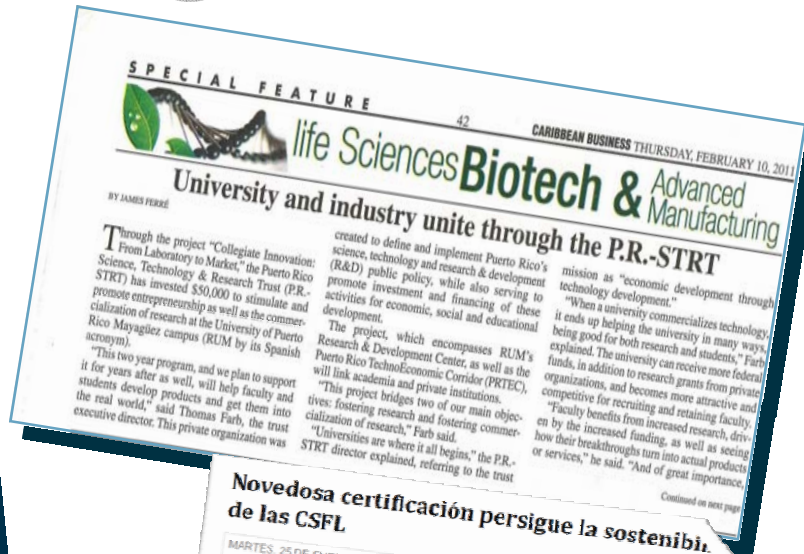 SPECIAL FEATURE
42
CARIBBEAN BUSINESS THURSDAY, FEBRUARY 10, 2011
life Sciences Biotech & Advanced
Manufacturing
University and industry unite through the P.R.-STRT
BY JAMES FERRÉ
Through the project "Collegiate Innovation:
From Laboratory to Market," the Puerto Rico
Science, Technology & Research Trust (P.R.-
STRT) has invested $50,000 to stimulate and
promote entrepreneurship as well as the commer-
cialization of research at the University of Puerto
Rico Mayagüez campus (RUM by its Spanish
acronym).
"This two year program, and we plan to support
it for years after as well, will help faculty and
students develop products and get them into
the real world," said Thomas Farb, the trust
executive director. This private organization was
created to define and implement Puerto Rico's
science, technology and research & development
(R&D) public policy, while also serving to
promote investment and financing of these
activities for economic, social and educational
development.
The project, which encompasses RUM's
Research & Development Center, as well as the
Puerto Rico TechnoEconomic Corridor (PRTEC),
will link academia and private institutions.
"This project bridges two of our main objec-
tives: fostering research and fostering commer-
cialization of research," Farb said.
"Universities are where it all begins," the P.R.-
STRT director explained, referring to the trust
mission as "economic development through
technology development."
"When a university commercializes technology,
it ends up helping the university in many ways,
being good for both research and students," Farb
explained. The university can receive more federal
funds, in addition to research grants from private
organizations, and becomes more attractive and
competitive for recruiting and retaining faculty.
"Faculty benefits from increased research, driv-
en by the increased funding, as well as seeing
how their breakthroughs turn into actual products
or services," he said. "And of great importance,
Continued on next page
Novedosa certificación persigue la
de las CSFL
MARTES, 25 DE